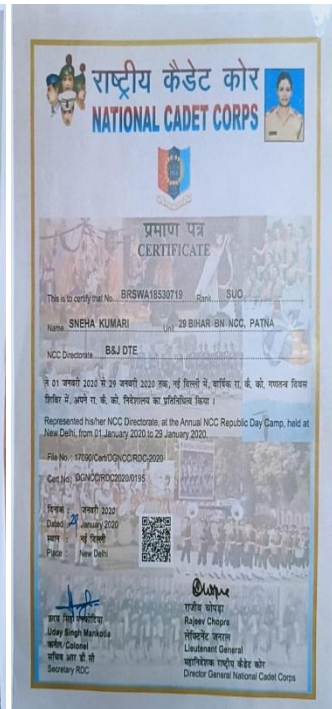 राष्ट्रीय कैडेट कोर
NATIONAL CADET CORPS
प्रमाण पत्र
CERTIFICATE
This is to certify that No. BRSWA18530719 Rank SUO
Name SNEHA KUMARI Unit 29 BIHAR BN NCC, PATNA
NCC Directorate B&J DTE
ने 01 जनवरी 2020 से 29 जनवरी 2020 तक, नई दिल्ली में, वार्षिक रा. कै. को. गणतन्त्र दिवस
शिविर में, अपने रा. कै. को. निदेशालय का प्रतिनिधित्व किया ।
Represented his/her NCC Directorate, at the Annual NCC Republic Day Camp, held at
New Delhi, from 01 January 2020 to 29 January 2020.
File No.: 17090/Cert/DGNCC/RDC-2020
Cert No.: DGNCC/RDC2020/0195
दिनांक : जनवरी 2020
Dated: 29 January 2020
स्थान : नई दिल्ली
Place : New Delhi
उदय सिंह
Uday Singh Mankotia
कर्नल/Colonel
सचिव आर डी सी
Secretary RDC
राजीव चोपड़ा
Rajeev Chopra
लेफ्टिनेंट जनरल
Lieutenant General
महानिदेशक राष्ट्रीय कैडेट कोर
Director General National Cadet Corps